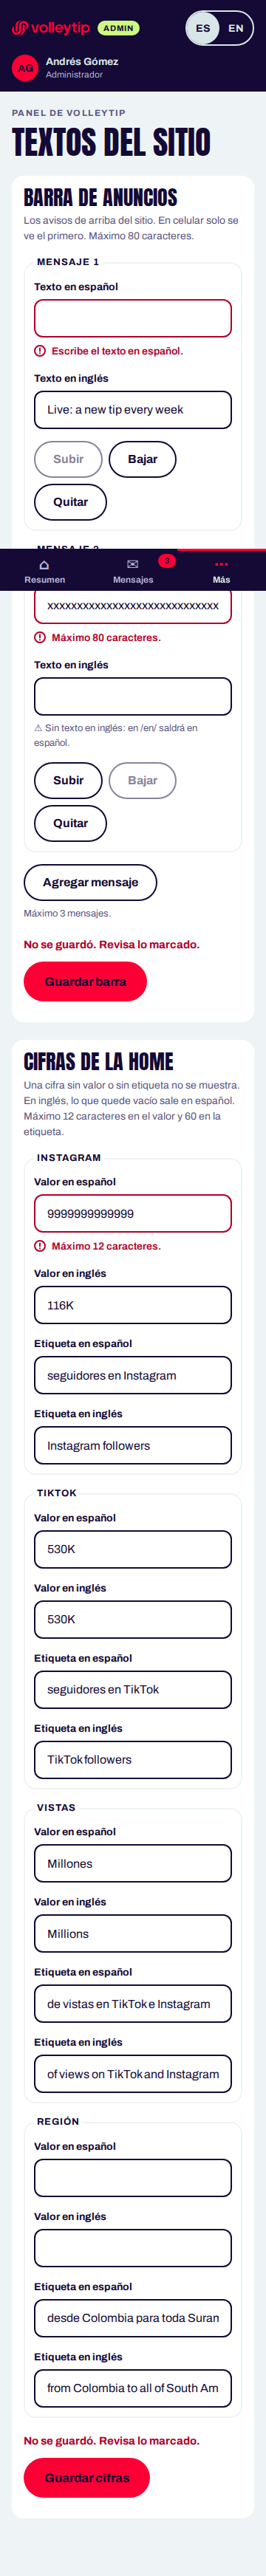 volleytip ADMIN ES EN
AG Andrés Gómez
Administrador
PANEL DE VOLLEYTIP
TEXTOS DEL SITIO
BARRA DE ANUNCIOS
Los avisos de arriba del sitio. En celular solo se
ve el primero. Máximo 80 caracteres.
MENSAJE 1
Texto en español
Escribe el texto en español.
Texto en inglés
Live: a new tip every week
Subir Bajar
Quitar
Resumen Mensajes 3 Más
xxxxxxxxxxxxxxxxxxxxxxxxxxxxx
Máximo 80 caracteres.
Texto en inglés
⚠ Sin texto en inglés: en /en/ saldrá en
español.
Subir Bajar
Quitar
Agregar mensaje
Máximo 3 mensajes.
No se guardó. Revisa lo marcado.
Guardar barra
CIFRAS DE LA HOME
Una cifra sin valor o sin etiqueta no se muestra.
En inglés, lo que quede vacío sale en español.
Máximo 12 caracteres en el valor y 60 en la
etiqueta.
INSTAGRAM
Valor en español
9999999999999
Máximo 12 caracteres.
Valor en inglés
116K
Etiqueta en español
seguidores en Instagram
Etiqueta en inglés
Instagram followers
TIKTOK
Valor en español
530K
Valor en inglés
530K
Etiqueta en español
seguidores en TikTok
Etiqueta en inglés
TikTok followers
VISTAS
Valor en español
Millones
Valor en inglés
Millions
Etiqueta en español
de vistas en TikTok e Instagram
Etiqueta en inglés
of views on TikTok and Instagram
REGIÓN
Valor en español
Valor en inglés
Etiqueta en español
desde Colombia para toda Suram
Etiqueta en inglés
from Colombia to all of South Am
No se guardó. Revisa lo marcado.
Guardar cifras